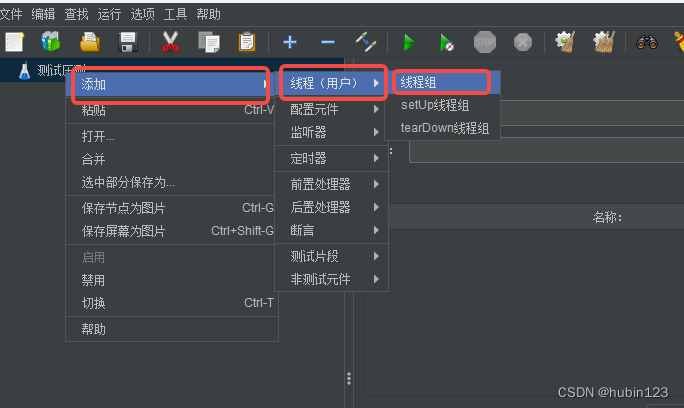 文件 编辑 查找 运行 选项 工具 帮助
STOP
测试压测
添加
粘贴 Ctrl-V
打开...
合并
选中部分保存为...
保存节点为图片 Ctrl-G
保存屏幕为图片 Ctrl+Shift-G
启用
禁用
切换 Ctrl-T
帮助
线程（用户）
配置元件
监听器
定时器
前置处理器
后置处理器
断言
测试片段
非测试元件
线程组
setUp线程组
tearDown线程组
名称：
CSDN @hubin123